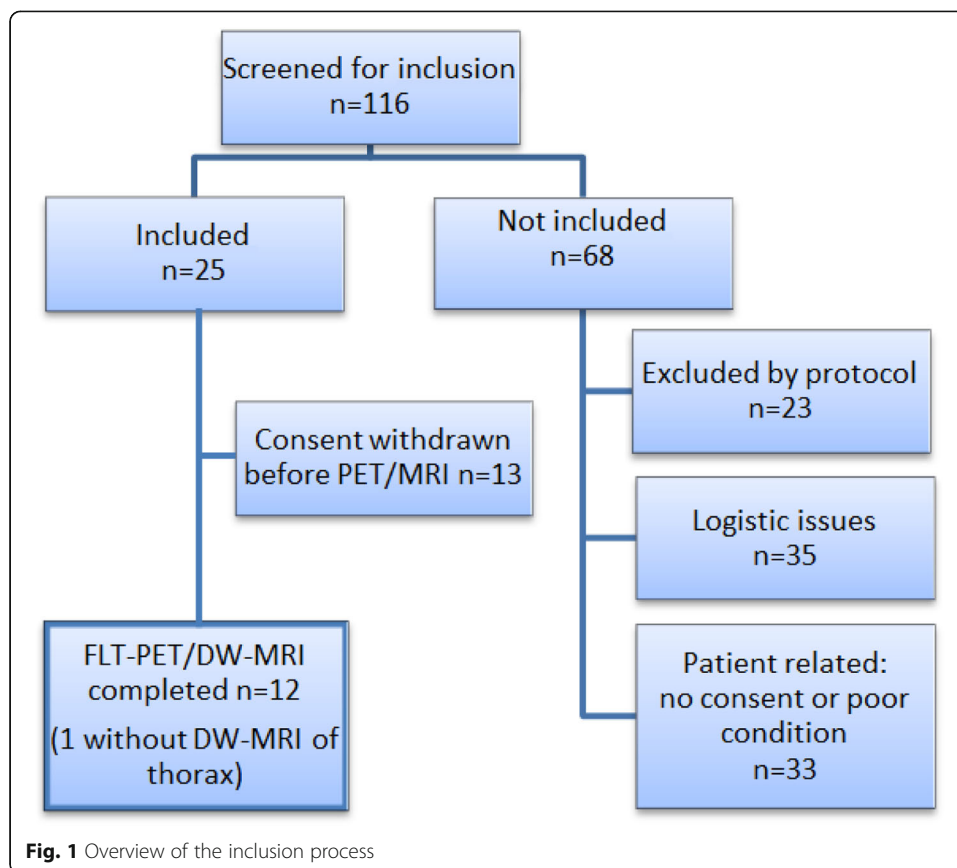 Screened for inclusion
n=116
Included
n=25
Not included
n=68
Excluded by protocol
n=23
Consent withdrawn
before PET/MRI n=13
Logistic issues
n=35
FLT-PET/DW-MRI
completed n=12
(1 without DW-MRI of
thorax)
Patient related:
no consent or poor
condition
n=33
Fig. 1 Overview of the inclusion process